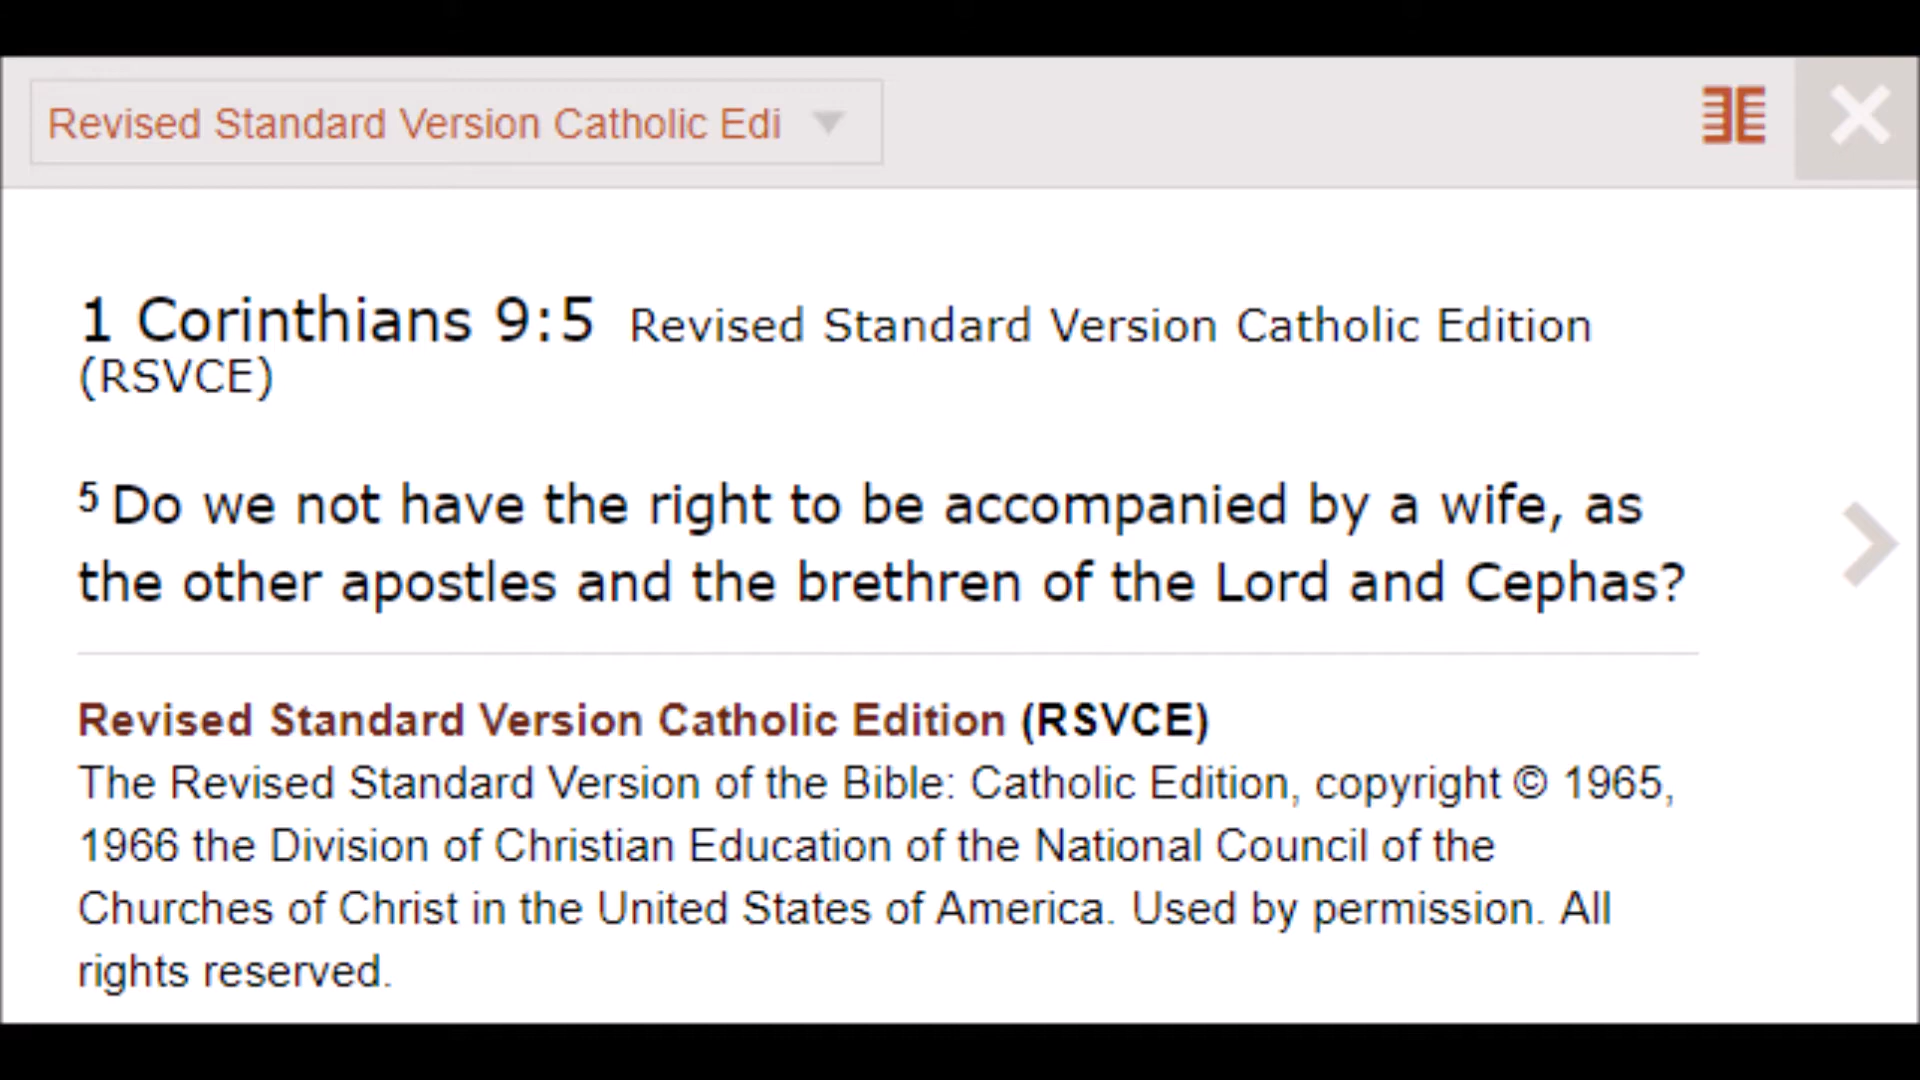 Revised Standard Version Catholic Edi
1 Corinthians 9:5 Revised Standard Version Catholic Edition
(RSVCE)
5 Do we not have the right to be accompanied by a wife, as
the other apostles and the brethren of the Lord and Cephas?
Revised Standard Version Catholic Edition (RSVCE)
The Revised Standard Version of the Bible: Catholic Edition, copyright © 1965,
1966 the Division of Christian Education of the National Council of the
Churches of Christ in the United States of America. Used by permission. All
rights reserved.